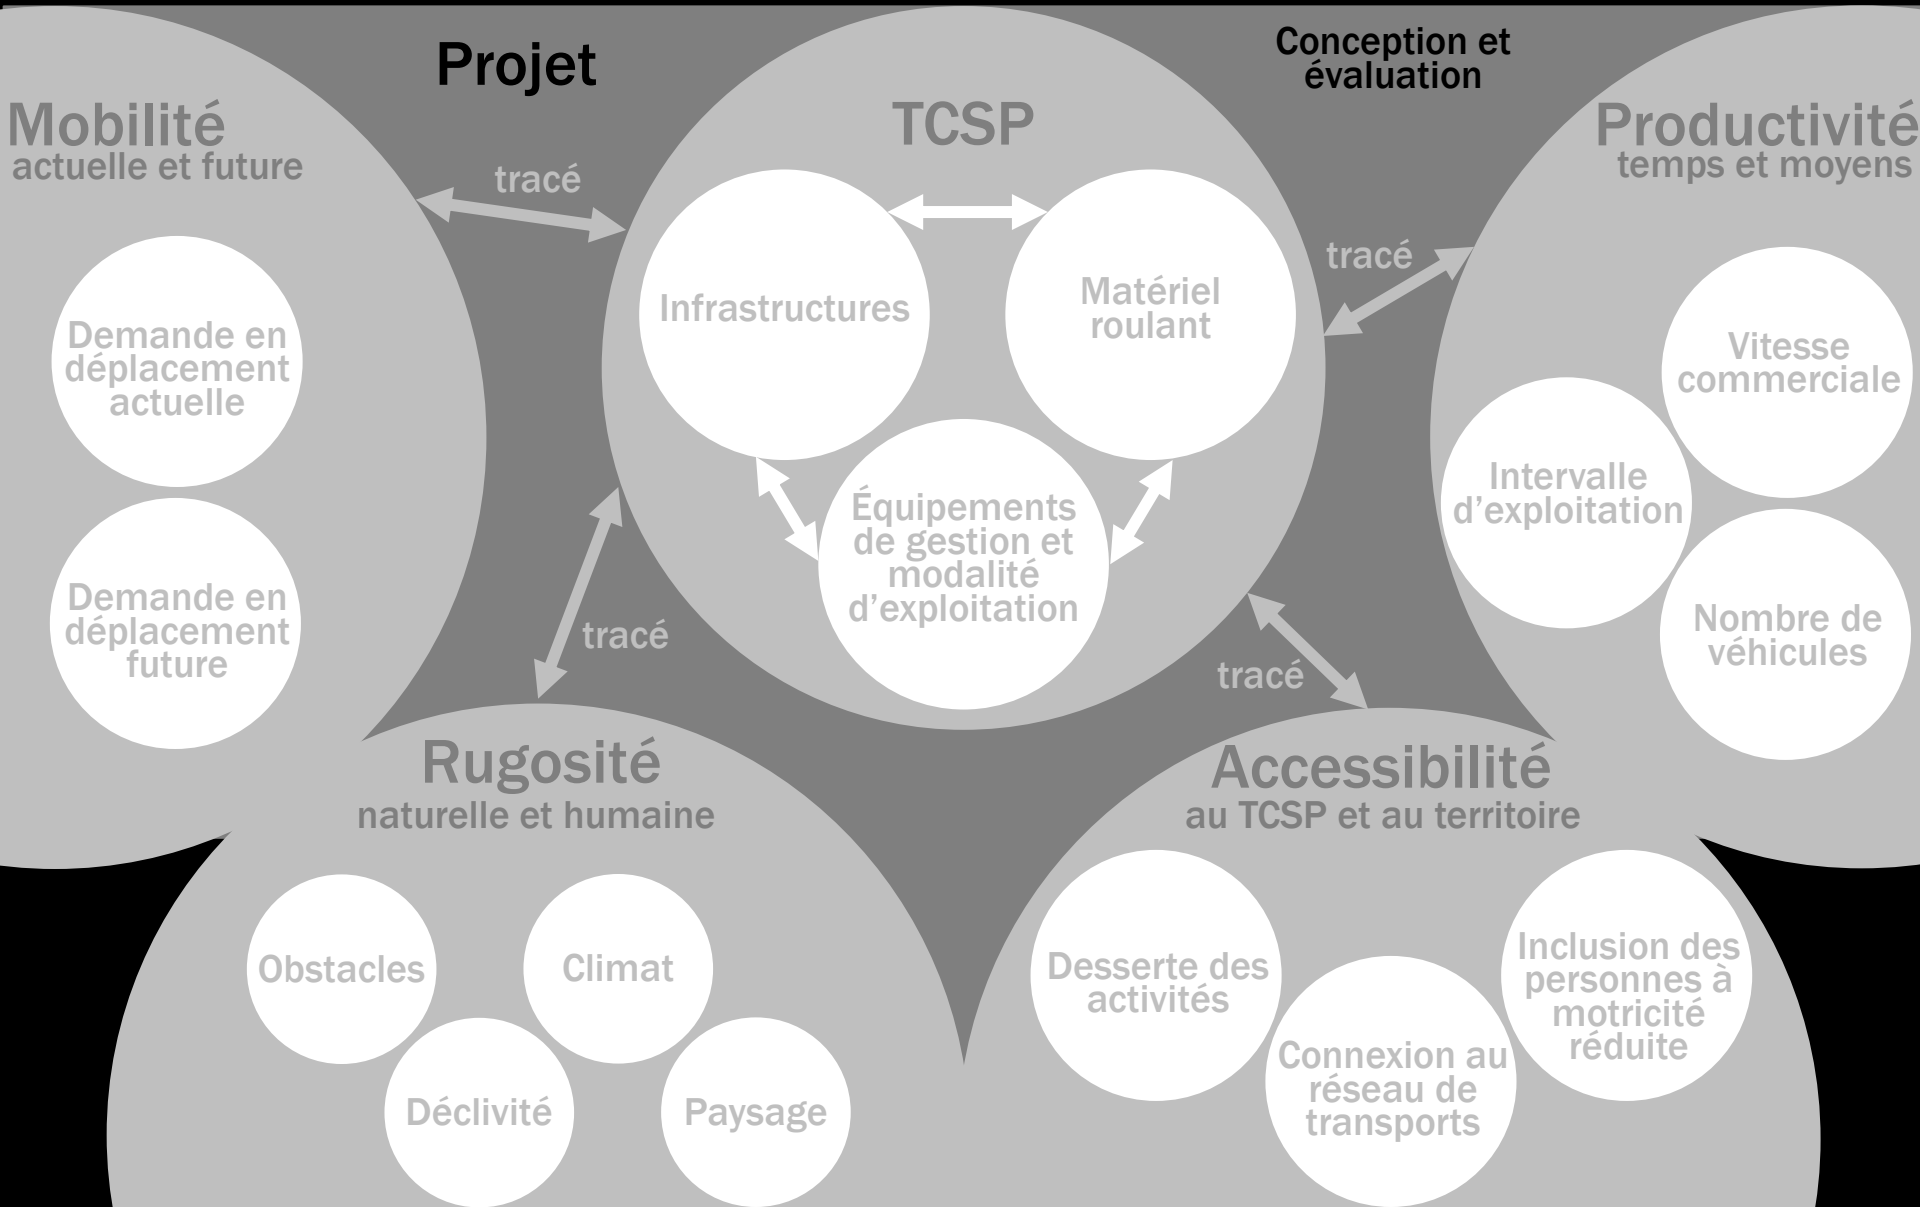 Projet
Conception et
évaluation
Mobilité
actuelle et future
TCSP
Productivité
temps et moyens
tracé
tracé
Infrastructures
Matériel
roulant
Demande en
déplacement
actuelle
Vitesse
commerciale
Intervalle
d’exploitation
Équipements
de gestion et
modalité
d’exploitation
Demande en
déplacement
future
tracé
tracé
Nombre de
véhicules
Rugosité
naturelle et humaine
Accessibilité
au TCSP et au territoire
Obstacles
Climat
Déclivité
Paysage
Desserte des
activités
Connexion au
réseau de
transports
Inclusion des
personnes à
motricité
réduite